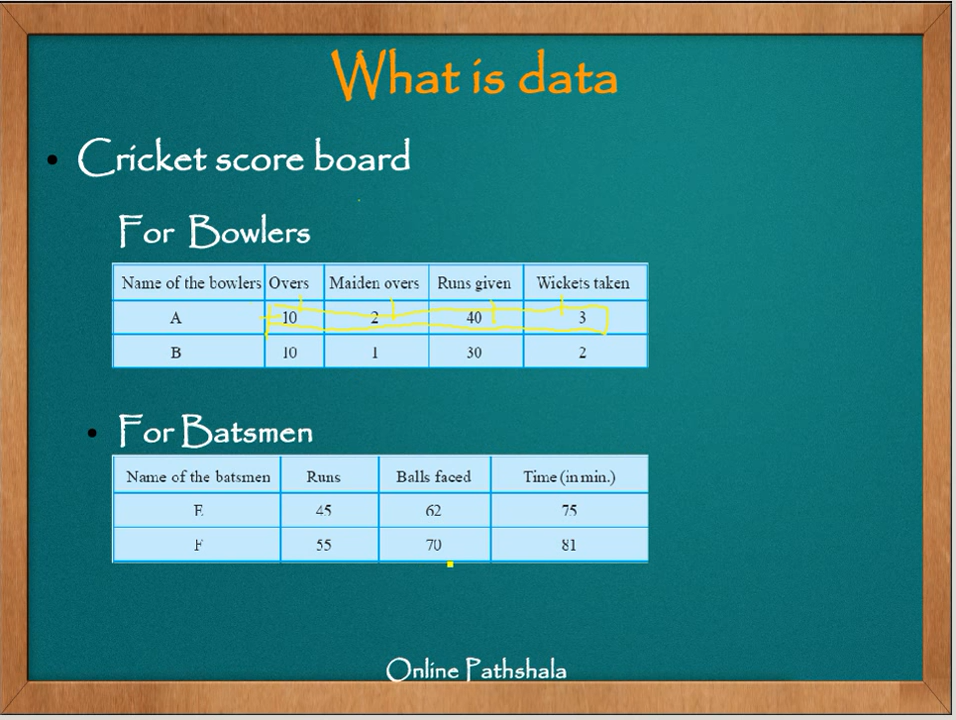 What is data
• Cricket score board
For Bowlers
Name of the bowlers Overs Maiden overs Runs given Wickets taken
A 10 2 40 3
B 10 1 30 2
• For Batsmen
Name of the batsmen Runs Balls faced Time (in min.)
E 45 62 75
F 55 70 81
Online Pathshala